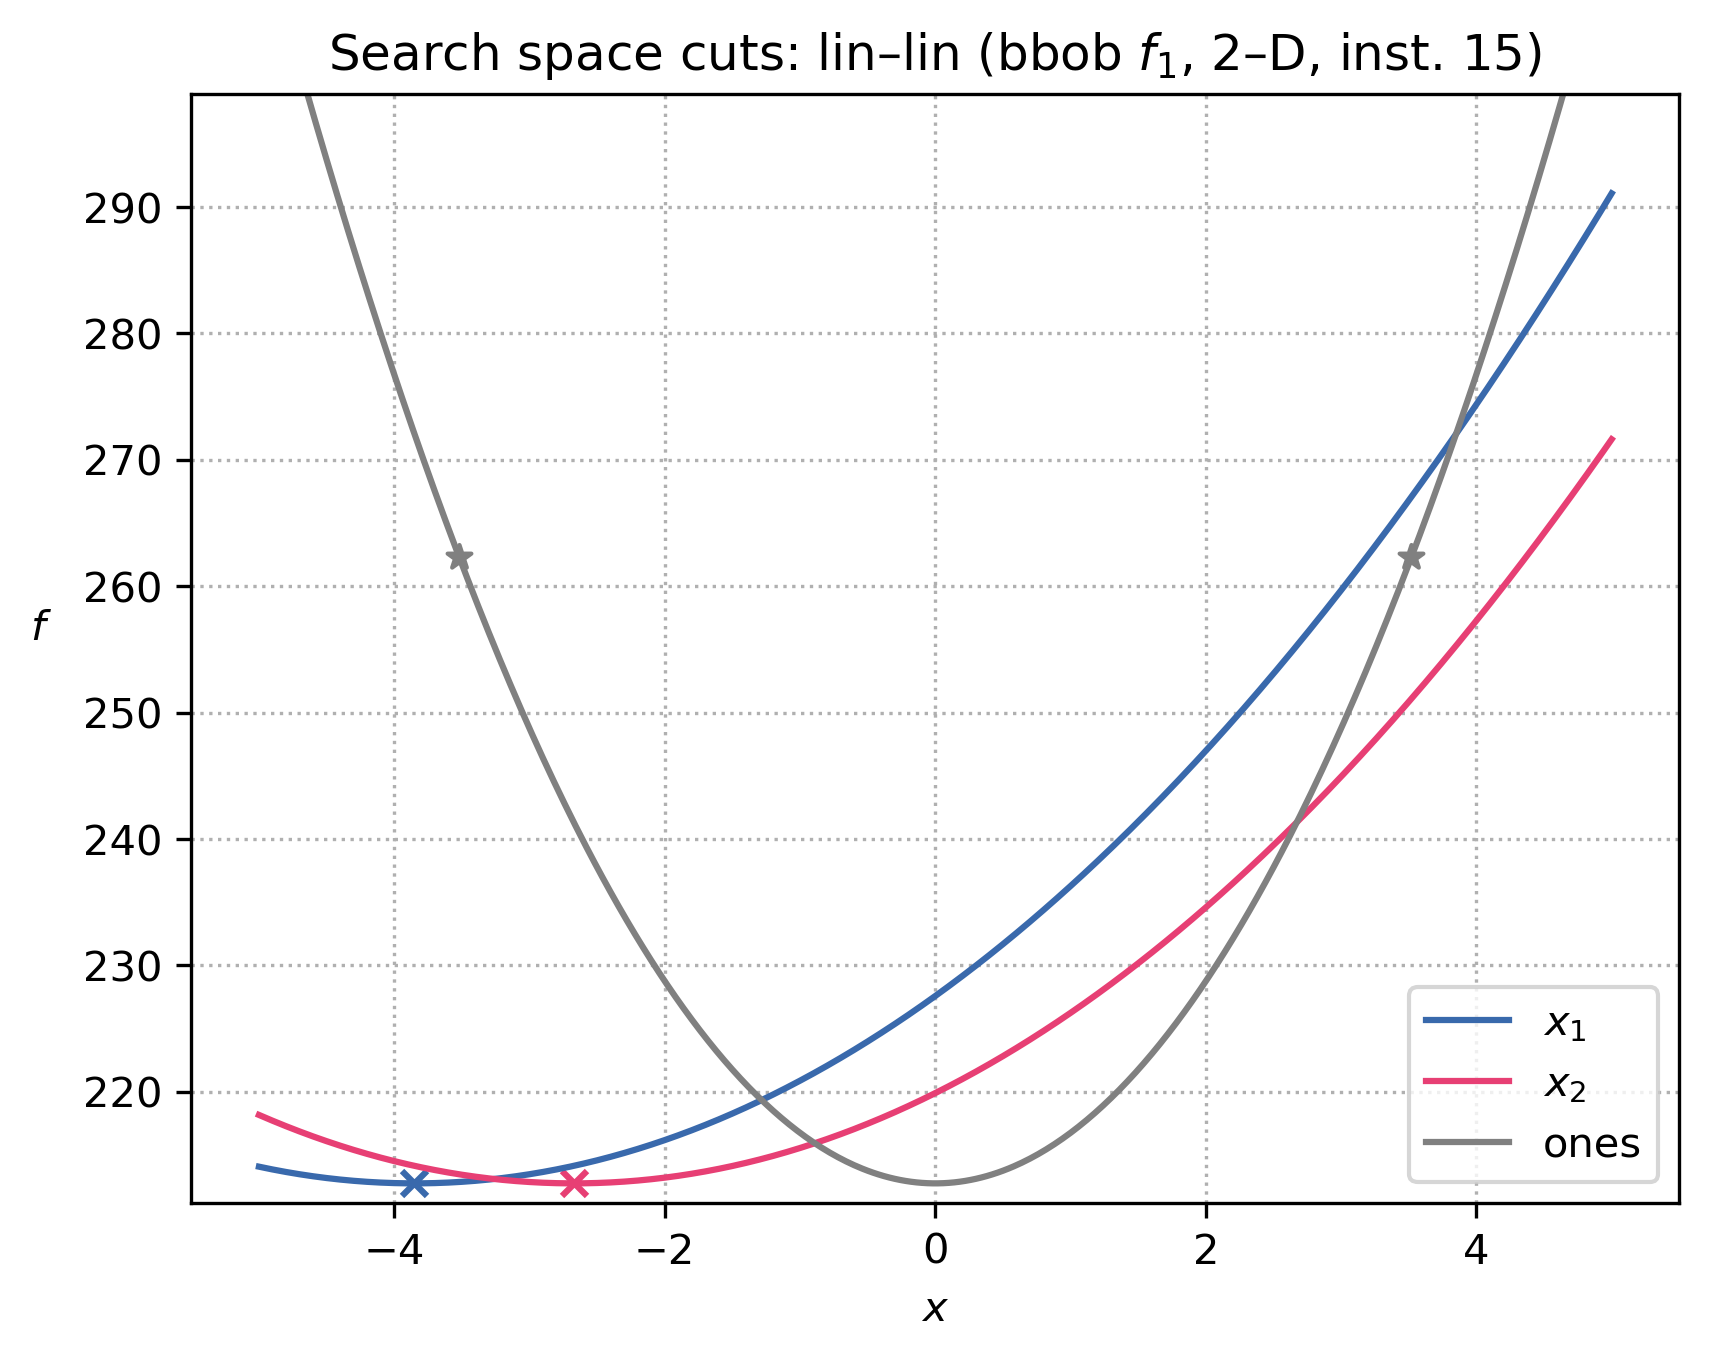 Search space cuts: lin–lin (bbob f₁, 2–D, inst. 15)
290
280
270
260
250
240
230
220
f
−4
−2
0
2
4
x
x₁
x₂
ones